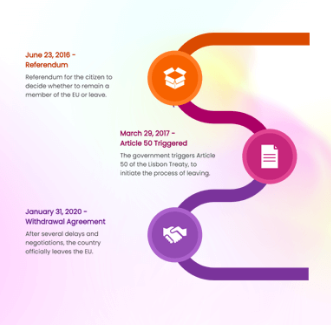 June 23, 2016 -
Referendum
Referendum for the citizen to
decide whether to remain a
member of the EU or leave.
March 29, 2017 -
Article 50 Triggered
The government triggers Article
50 of the Lisbon Treaty, to
initiate the process of leaving.
January 31, 2020 -
Withdrawal Agreement
After several delays and
negotiations, the country
officially leaves the EU.